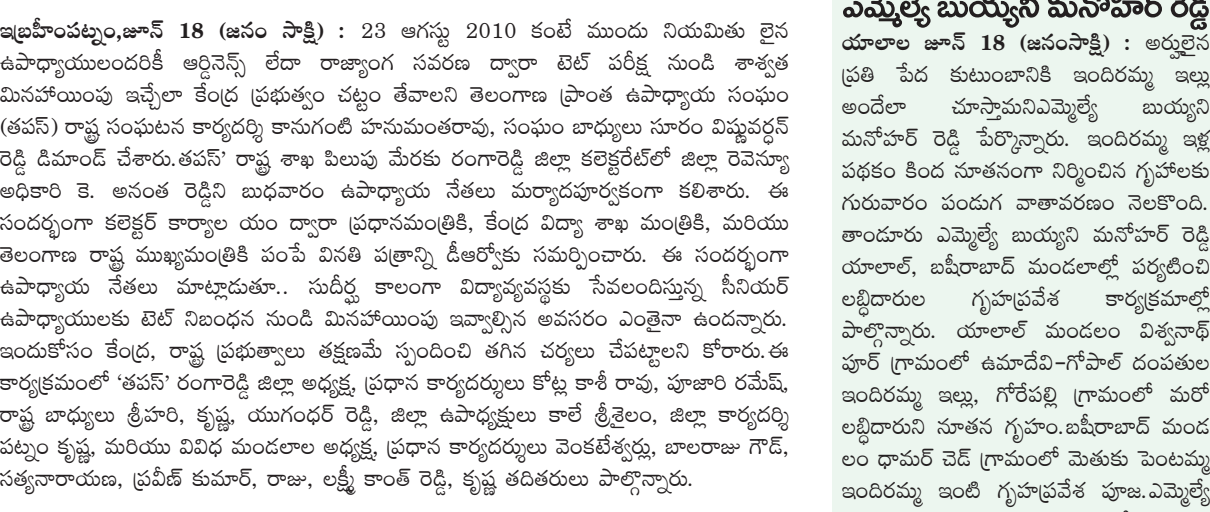 ఇబ్రహీంపట్నం,జూన్ 18 (జనం సాక్షి) : 23 ఆగస్టు 2010 కంటే ముందు నియమితు లైన
ఉపాధ్యాయులందరికీ ఆర్డినెన్స్ లేదా రాజ్యాంగ సవరణ ద్వారా టెట్ పరీక్ష నుండి శాశ్వత
మినహాయింపు ఇచ్చేలా కేంద్ర ప్రభుత్వం చట్టం తేవాలని తెలంగాణ ప్రాంత ఉపాధ్యాయ సంఘం
(తపస్) రాష్ట్ర సంఘటన కార్యదర్శి కానుగంటి హనుమంతరావు, సంఘం బాధ్యులు సూరం విష్ణువర్ధన్
రెడ్డి డిమాండ్ చేశారు.తపస్' రాష్ట్ర శాఖ పిలుపు మేరకు రంగారెడ్డి జిల్లా కలెక్టరేట్‌లో జిల్లా రెవెన్యూ
అధికారి కె. అనంత రెడ్డిని బుధవారం ఉపాధ్యాయ నేతలు మర్యాదపూర్వకంగా కలిశారు. ఈ
సందర్భంగా కలెక్టర్ కార్యాల యం ద్వారా ప్రధానమంత్రికి, కేంద్ర విద్యా శాఖ మంత్రికి, మరియు
తెలంగాణ రాష్ట్ర ముఖ్యమంత్రికి పంపే వినతి పత్రాన్ని డీఆర్వోకు సమర్పించారు. ఈ సందర్భంగా
ఉపాధ్యాయ నేతలు మాట్లాడుతూ.. సుదీర్ఘ కాలంగా విద్యావ్యవస్థకు సేవలందిస్తున్న సీనియర్
ఉపాధ్యాయులకు టెట్ నిబంధన నుండి మినహాయింపు ఇవ్వాల్సిన అవసరం ఎంతైనా ఉందన్నారు.
ఇందుకోసం కేంద్ర, రాష్ట్ర ప్రభుత్వాలు తక్షణమే స్పందించి తగిన చర్యలు చేపట్టాలని కోరారు.ఈ
కార్యక్రమంలో 'తపస్' రంగారెడ్డి జిల్లా అధ్యక్ష, ప్రధాన కార్యదర్శులు కోట్ల కాశీ రావు, పూజారి రమేష్,
రాష్ట్ర బాధ్యులు శ్రీహరి, కృష్ణ, యుగంధర్ రెడ్డి, జిల్లా ఉపాధ్యక్షులు కాలే శ్రీశైలం, జిల్లా కార్యదర్శి
పట్నం కృష్ణ, మరియు వివిధ మండలాల అధ్యక్ష, ప్రధాన కార్యదర్శులు వెంకటేశ్వర్లు, బాలరాజు గౌడ్,
సత్యనారాయణ, ప్రవీణ్ కుమార్, రాజు, లక్ష్మీ కాంత్ రెడ్డి, కృష్ణ తదితరులు పాల్గొన్నారు.
ఎమ్మెల్యే బుయ్యని మనోహర్ రెడ్డి
యాలాల జూన్ 18 (జనంసాక్షి) : అర్హులైన
ప్రతి పేద కుటుంబానికి ఇందిరమ్మ ఇల్లు
అందేలా చూస్తామనిఎమ్మెల్యే బుయ్యని
మనోహర్ రెడ్డి పేర్కొన్నారు. ఇందిరమ్మ ఇళ్ల
పథకం కింద నూతనంగా నిర్మించిన గృహాలకు
గురువారం పండుగ వాతావరణం నెలకొంది.
తాండూరు ఎమ్మెల్యే బుయ్యని మనోహర్ రెడ్డి
యాలాల్, బషీరాబాద్ మండలాల్లో పర్యటించి
లబ్ధిదారుల గృహప్రవేశ కార్యక్రమాల్లో
పాల్గొన్నారు. యాలాల్ మండలం విశ్వనాథ్
పూర్ గ్రామంలో ఉమాదేవి-గోపాల్ దంపతుల
ఇందిరమ్మ ఇల్లు, గోరేపల్లి గ్రామంలో మరో
లబ్ధిదారుని నూతన గృహం.బషీరాబాద్ మండ
లం ధామర్ చెడ్ గ్రామంలో మెతుకు పెంటమ్మ
ఇందిరమ్మ ఇంటి గృహప్రవేశ పూజ.ఎమ్మెల్యే